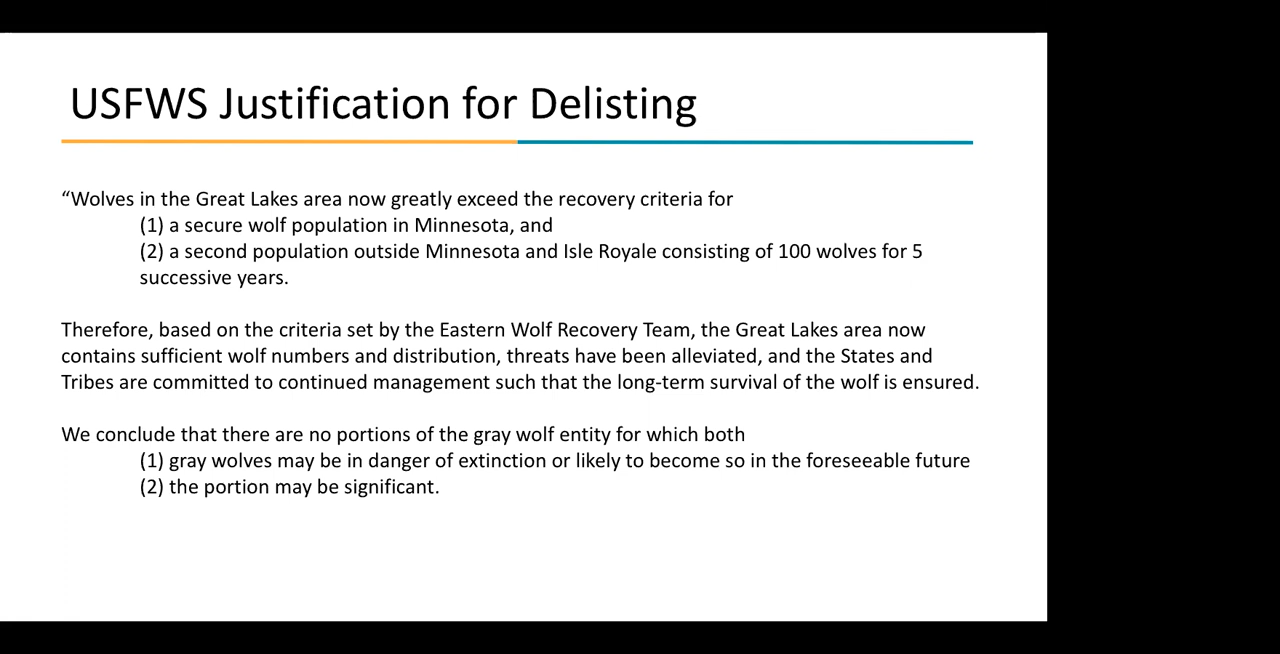 USFWS Justification for Delisting
“Wolves in the Great Lakes area now greatly exceed the recovery criteria for
(1) a secure wolf population in Minnesota, and
(2) a second population outside Minnesota and Isle Royale consisting of 100 wolves for 5
successive years.
Therefore, based on the criteria set by the Eastern Wolf Recovery Team, the Great Lakes area now
contains sufficient wolf numbers and distribution, threats have been alleviated, and the States and
Tribes are committed to continued management such that the long-term survival of the wolf is ensured.
We conclude that there are no portions of the gray wolf entity for which both
(1) gray wolves may be in danger of extinction or likely to become so in the foreseeable future
(2) the portion may be significant.